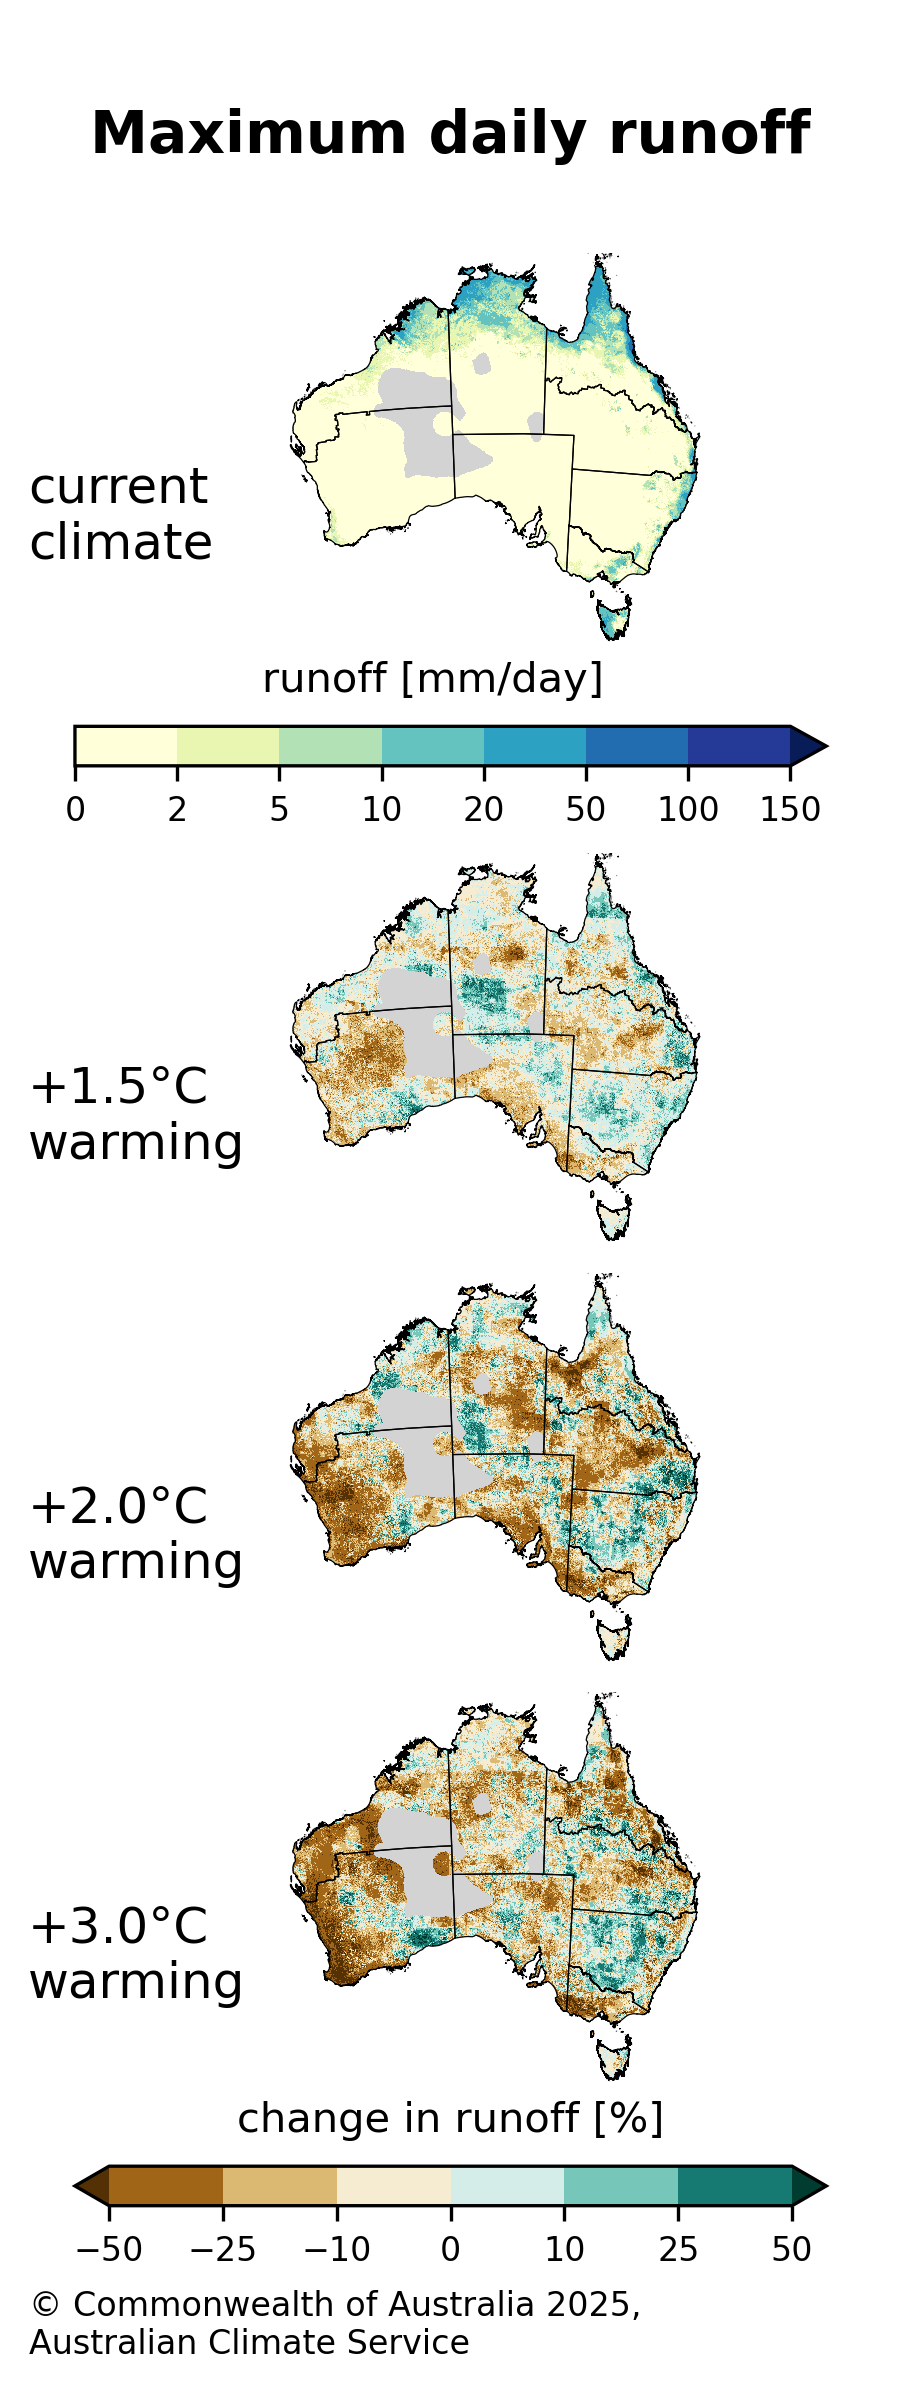 Maximum daily runoff
current
climate
runoff [mm/day]
0 2 5 10 20 50 100 150
+1.5°C
warming
+2.0°C
warming
+3.0°C
warming
change in runoff [%]
−50 −25 −10 0 10 25 50
© Commonwealth of Australia 2025,
Australian Climate Service